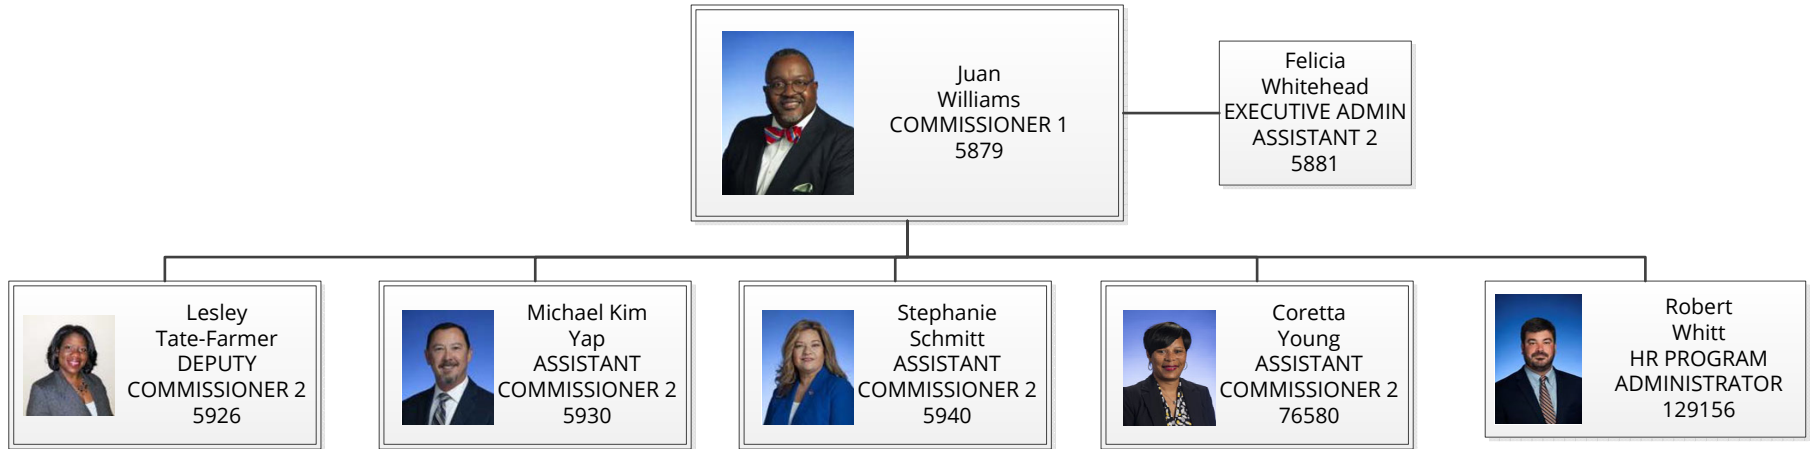 Juan
Williams
COMMISSIONER 1
5879
Felicia
Whitehead
EXECUTIVE ADMIN
ASSISTANT 2
5881
Lesley
Tate-Farmer
DEPUTY
COMMISSIONER 2
5926
Michael Kim
Yap
ASSISTANT
COMMISSIONER 2
5930
Stephanie
Schmitt
ASSISTANT
COMMISSIONER 2
5940
Coretta
Young
ASSISTANT
COMMISSIONER 2
76580
Robert
Whitt
HR PROGRAM
ADMINISTRATOR
129156